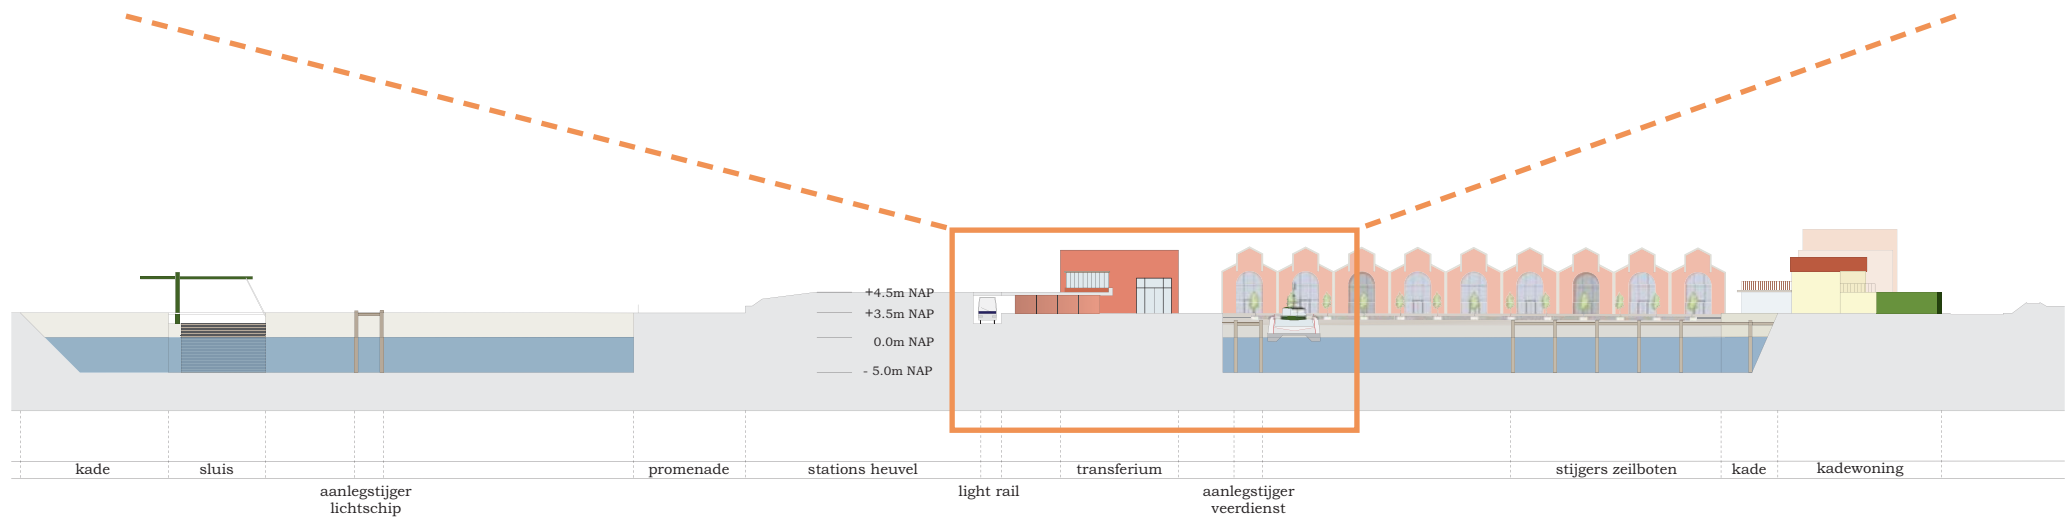 +4.5m NAP
+3.5m NAP
0.0m NAP
- 5.0m NAP
kade
sluis
promenade
stations heuvel
transferium
stijgers zeilboten
kade
kadewoning
aanlegstijger
lichtschip
light rail
aanlegstijger
veerdienst